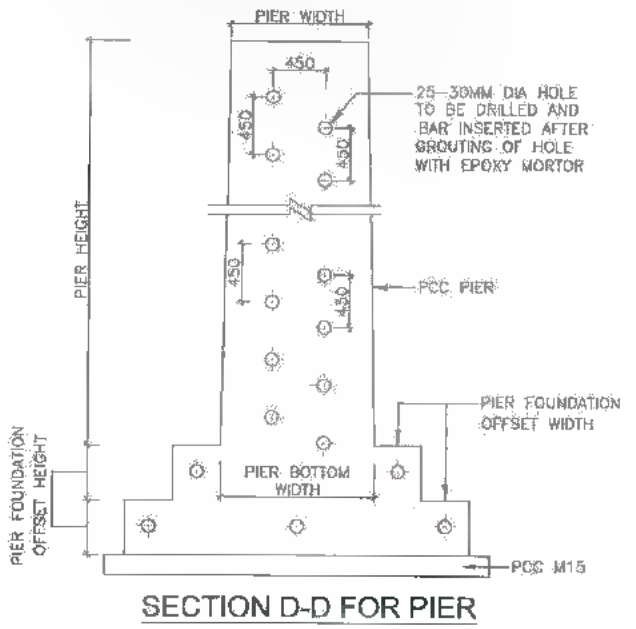 PIER WIDTH
450
25-30MM DIA HOLE
TO BE DRILLED AND
BAR INSERTED AFTER
GROUTING OF HOLE
WITH EPOXY MORTOR
450
450
PIER HEIGHT
450
450
PCC PIER
PIER FOUNDATION
OFFSET WIDTH
PIER FOUNDATION
OFFSET HEIGHT
PIER BOTTOM
WIDTH
PCC M15
SECTION D-D FOR PIER